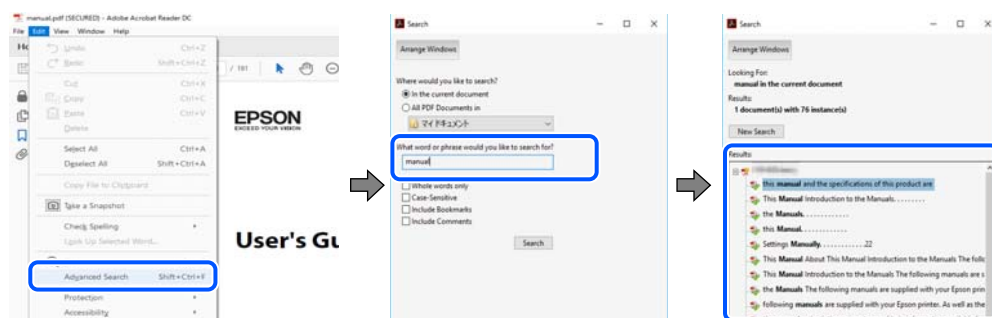 manual.pdf (SECURED) - Adobe Acrobat Reader DC
File Edit View Window Help
Undo Ctrl+Z
Redo Shift+Ctrl+Z
Cut Ctrl+X
Copy Ctrl+C
Paste Ctrl+V
Delete
Select All Ctrl+A
Deselect All Shift+Ctrl+A
Copy File to Clipboard
Take a Snapshot
Check Spelling
Look Up Selected Word...
Advanced Search Shift+Ctrl+F
Protection
Accessibility
EPSON
EXCEED YOUR VISION
User's Gu
Search
Arrange Windows
Where would you like to search?
In the current document
All PDF Documents in
マイ ドキュメント
What word or phrase would you like to search for?
manual
Whole words only
Case-Sensitive
Include Bookmarks
Include Comments
Search
Search
Arrange Windows
Looking For:
manual in the current document
Results:
1 document(s) with 76 instance(s)
New Search
Results:
this manual and the specifications of this product are
This Manual Introduction to the Manuals. . . . . . . . .
the Manuals. . . . . . . . . . . .
this Manual. . . . . . . . . . . .
Settings Manually. . . . . . . . . . . . 22
This Manual About This Manual Introduction to the Manuals The follo
This Manual Introduction to the Manuals The following manuals are s
the Manuals The following manuals are supplied with your Epson prin
following manuals are supplied with your Epson printer. As well as the